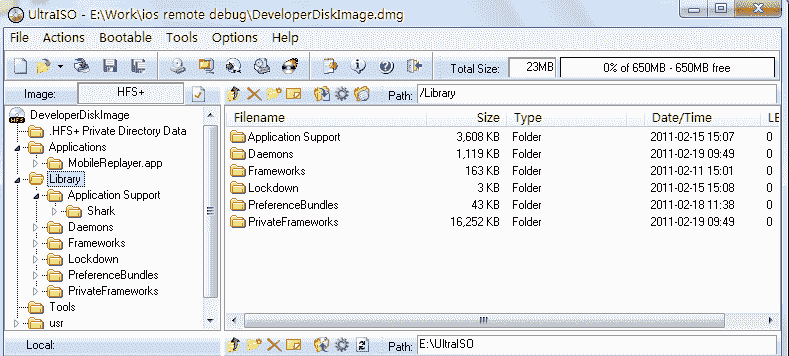 UltraISO - E:\Work\ios remote debug\DeveloperDiskImage.dmg
File Actions Bootable Tools Options Help
Total Size: 23MB 0% of 650MB - 650MB free
Image: HFS+ Path: /Library
DeveloperDiskImage
.HFS+ Private Directory Data
Applications
MobileReplayer.app
Library
Application Support
Shark
Daemons
Frameworks
Lockdown
PreferenceBundles
PrivateFrameworks
Tools
usr
Filename Size Type Date/Time LB
Application Support 3,608 KB Folder 2011-02-15 15:07 0
Daemons 1,119 KB Folder 2011-02-19 09:49 0
Frameworks 163 KB Folder 2011-02-11 15:01 0
Lockdown 3 KB Folder 2011-02-15 15:08 0
PreferenceBundles 43 KB Folder 2011-02-18 11:38 0
PrivateFrameworks 16,252 KB Folder 2011-02-19 09:49 0
Local: Path: E:\UltraISO